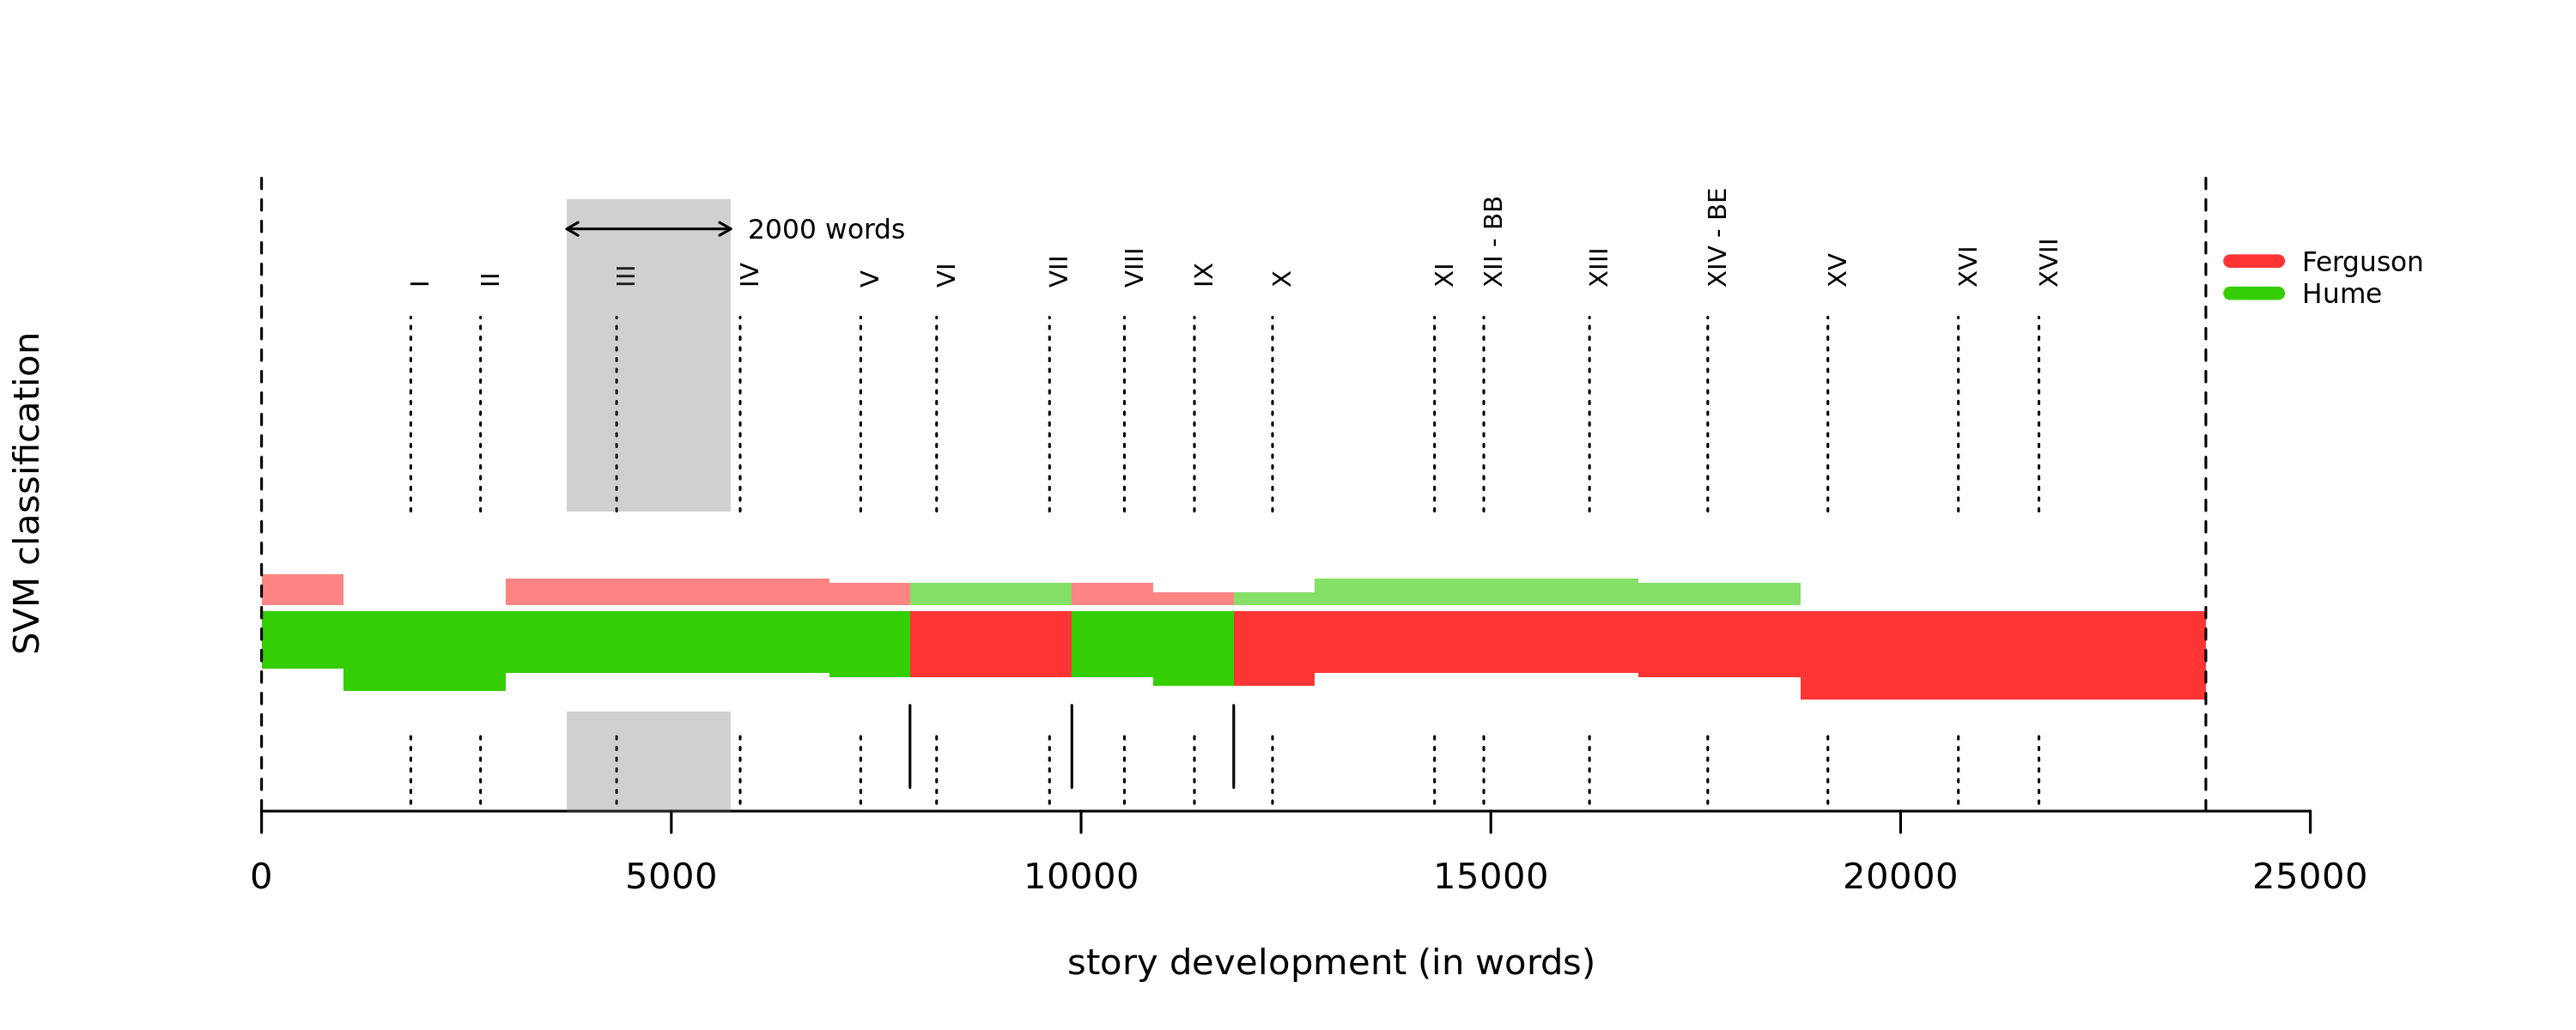 2000 words
I
II
III
IV
V
VI
VII
VIII
IX
X
XI
XII - BB
XIII
XIV - BE
XV
XVI
XVII
Ferguson
Hume
SVM classification
0
5000
10000
15000
20000
25000
story development (in words)